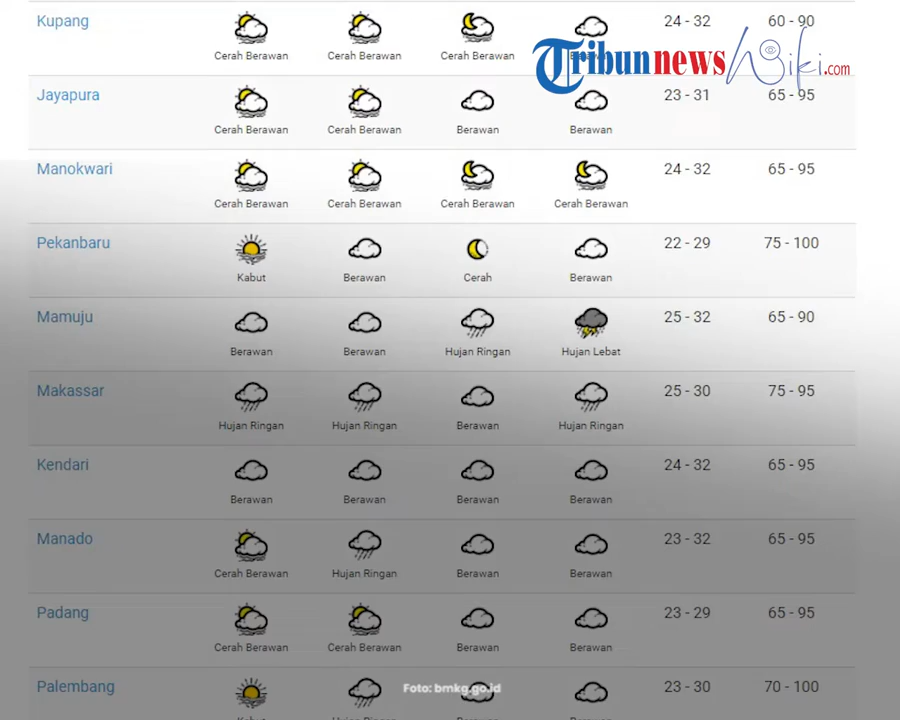 Kupang 24 - 32 60 - 90
Cerah Berawan Cerah Berawan Cerah Berawan
Tribunnews Wiki.com
Jayapura 23 - 31 65 - 95
Cerah Berawan Cerah Berawan Berawan Berawan
Manokwari 24 - 32 65 - 95
Cerah Berawan Cerah Berawan Cerah Berawan Cerah Berawan
Pekanbaru 22 - 29 75 - 100
Kabut Berawan Cerah Berawan
Mamuju 25 - 32 65 - 90
Berawan Berawan Hujan Ringan Hujan Lebat
Makassar 25 - 30 75 - 95
Hujan Ringan Hujan Ringan Berawan Hujan Ringan
Kendari 24 - 32 65 - 95
Berawan Berawan Berawan Berawan
Manado 23 - 32 65 - 95
Cerah Berawan Hujan Ringan Berawan Berawan
Padang 23 - 29 65 - 95
Cerah Berawan Cerah Berawan Berawan Berawan
Palembang 23 - 30 70 - 100
Foto: bmkg.go.id